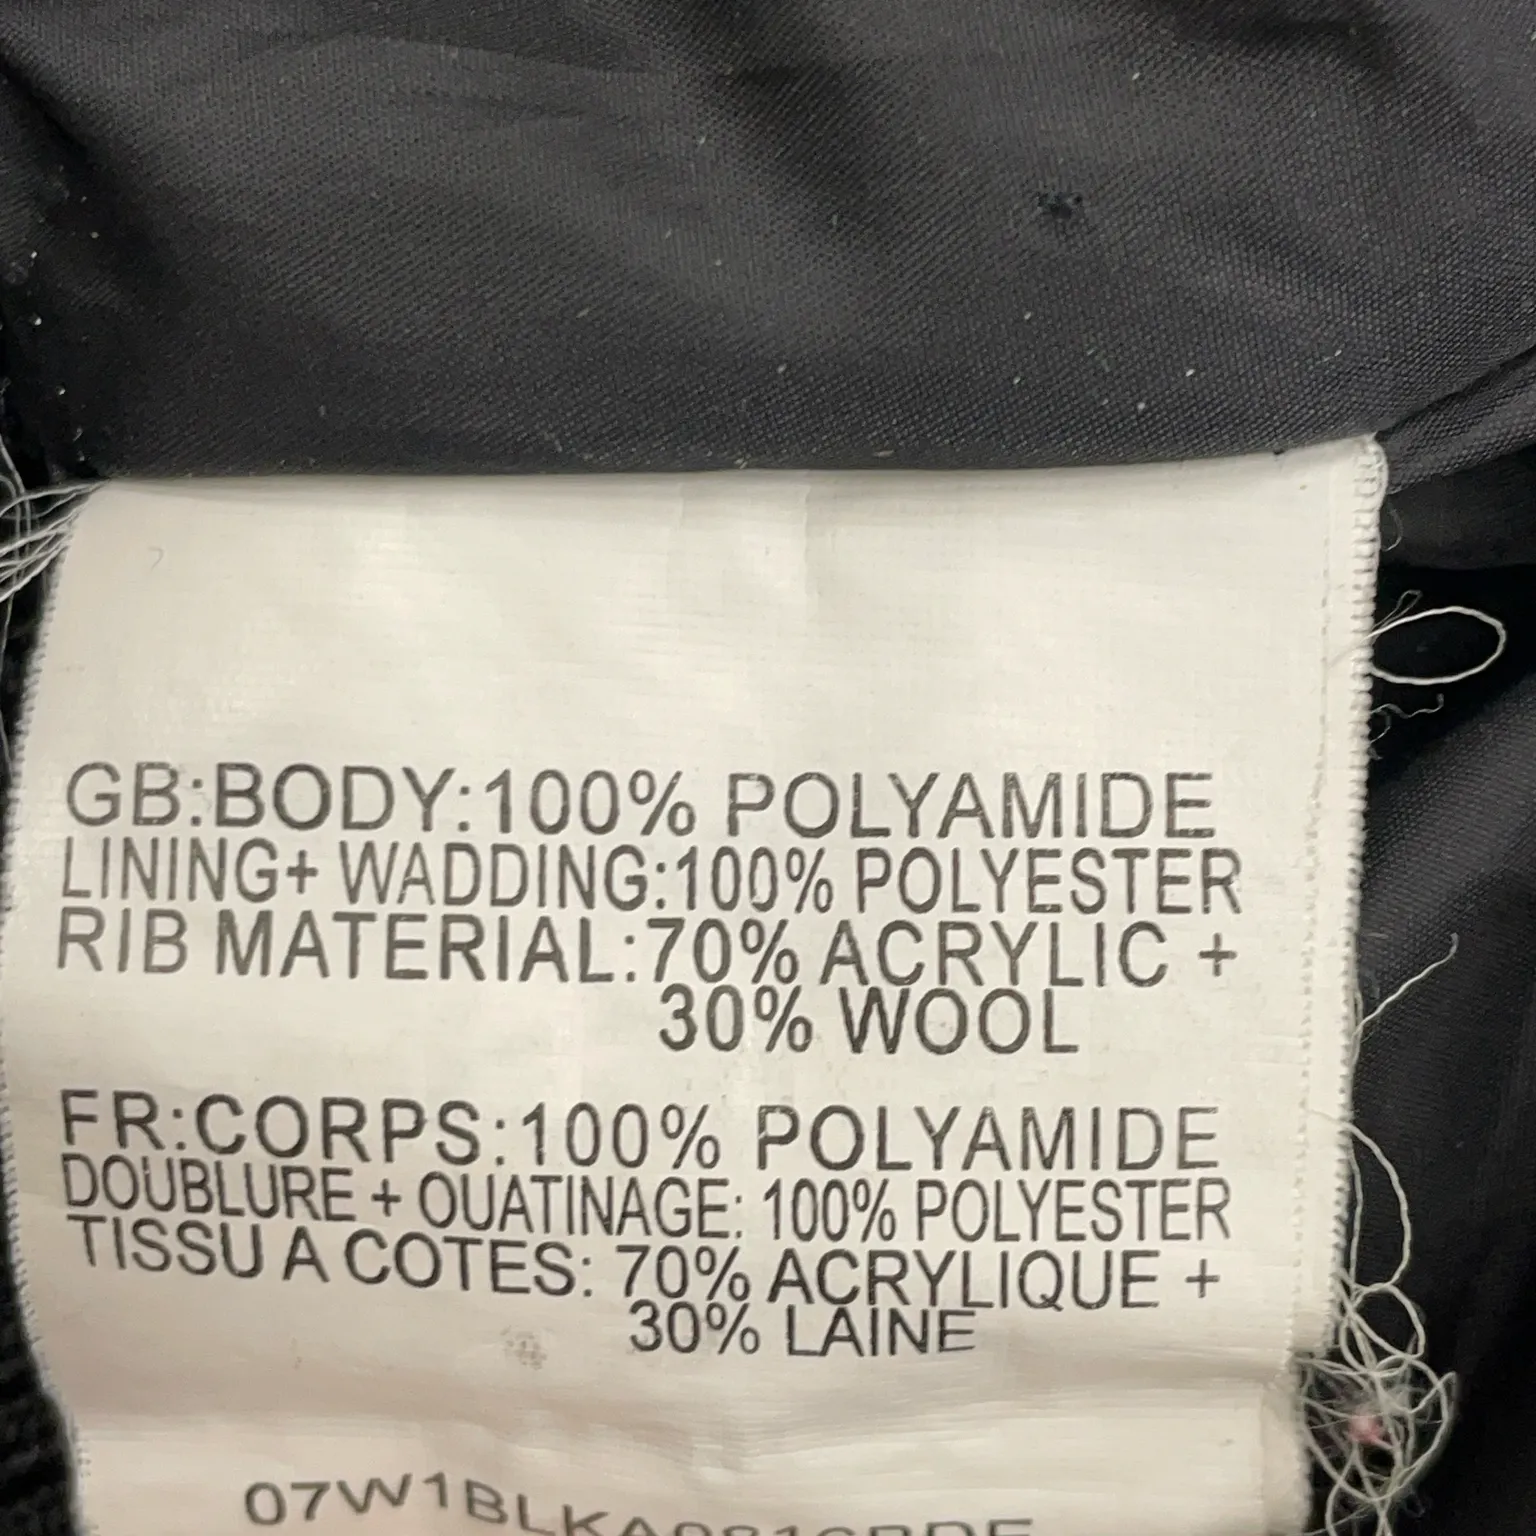 GB:BODY:100% POLYAMIDE
LINING+ WADDING:100% POLYESTER
RIB MATERIAL:70% ACRYLIC +
30% WOOL
FR:CORPS:100% POLYAMIDE
DOUBLURE + OUATINAGE: 100% POLYESTER
TISSU A COTES: 70% ACRYLIQUE +
30% LAINE